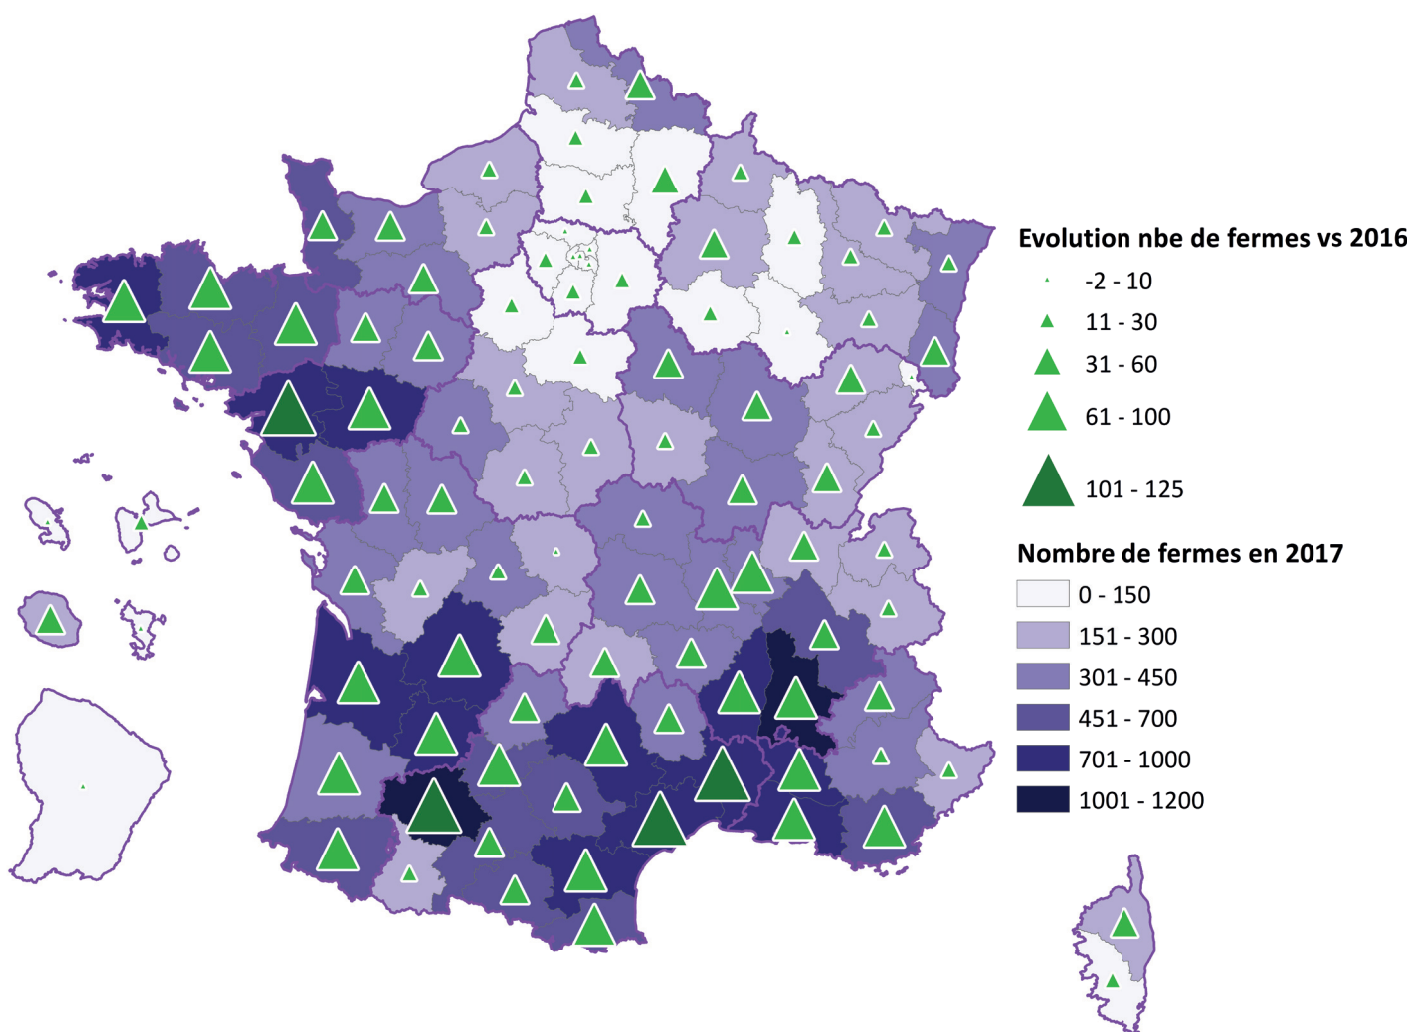 Evolution nbe de fermes vs 2016
-2 - 10
11 - 30
31 - 60
61 - 100
101 - 125
Nombre de fermes en 2017
0 - 150
151 - 300
301 - 450
451 - 700
701 - 1000
1001 - 1200